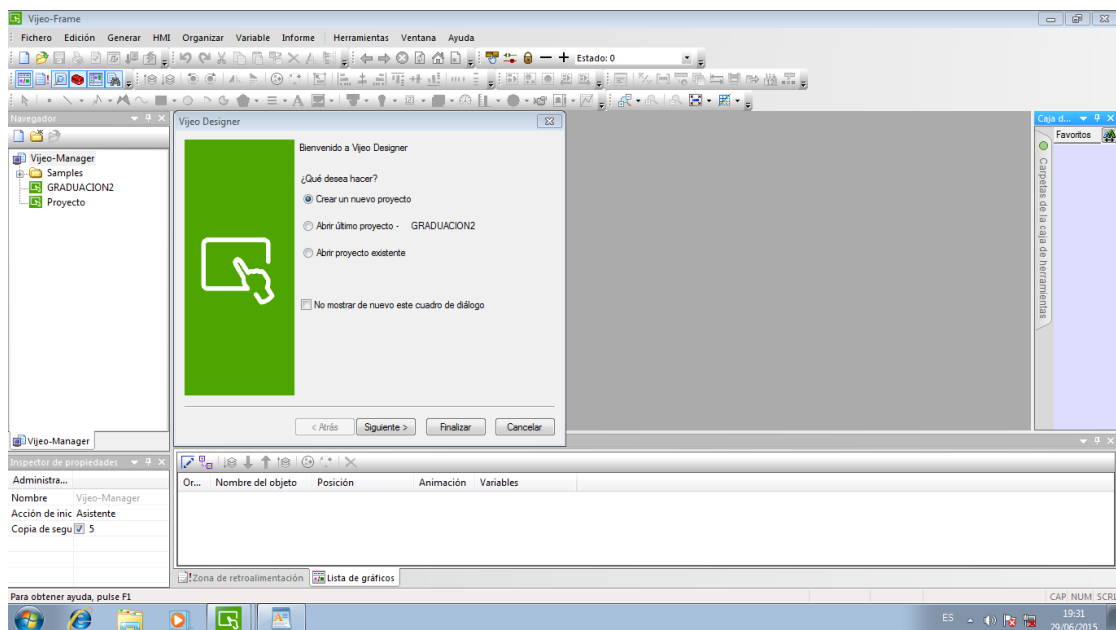 Vijeo-Frame
Fichero Edición Generar HMI Organizar Variable Informe Herramientas Ventana Ayuda
Estado: 0
Navegador
Vijeo-Manager
Samples
GRADUACION2
Proyecto
Vijeo-Manager
Vijeo Designer
Bienvenido a Vijeo Designer
¿Qué desea hacer?
Crear un nuevo proyecto
Abrir último proyecto - GRADUACION2
Abrir proyecto existente
No mostrar de nuevo este cuadro de diálogo
< Atrás Siguiente > Finalizar Cancelar
Caja d...
Favoritos
Carpetas de la caja de herramientas
Inspector de propiedades
Administra...
Nombre Vijeo-Manager
Acción de inic Asistente
Copia de segu 5
Or... Nombre del objeto Posición Animación Variables
Zona de retroalimentación Lista de gráficos
Para obtener ayuda, pulse F1
CAP NUM SCRL
ES
19:31
29/06/2015